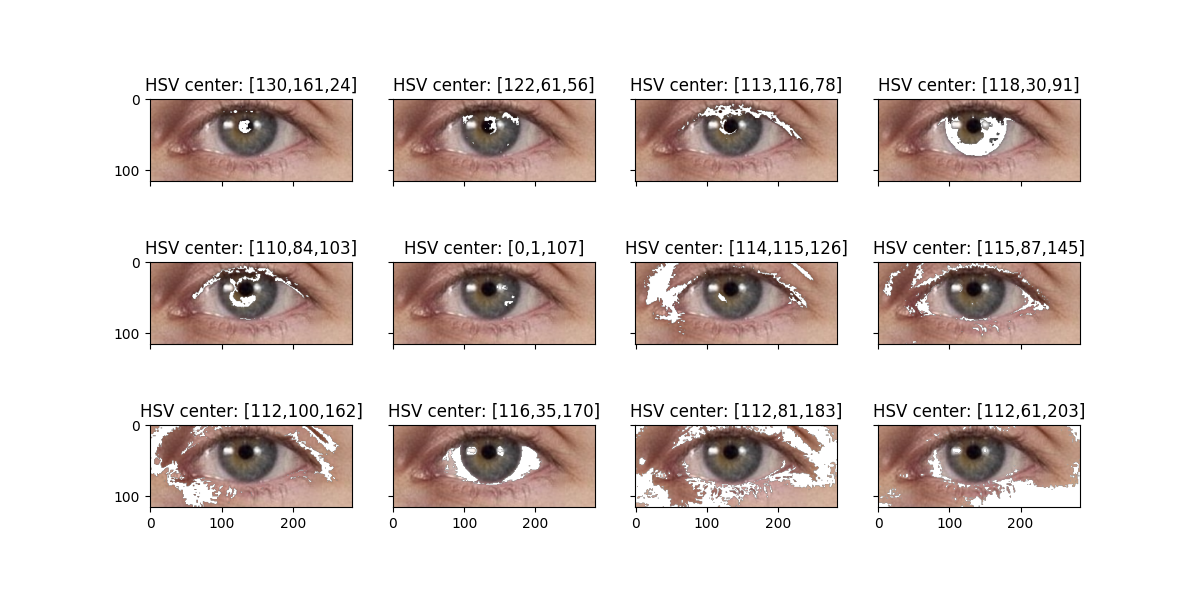 HSV center: [130,161,24] HSV center: [122,61,56] HSV center: [113,116,78] HSV center: [118,30,91]
0
100
HSV center: [110,84,103] HSV center: [0,1,107] HSV center: [114,115,126] HSV center: [115,87,145]
0
100
HSV center: [112,100,162] HSV center: [116,35,170] HSV center: [112,81,183] HSV center: [112,61,203]
0
100
0 100 200 0 100 200 0 100 200 0 100 200